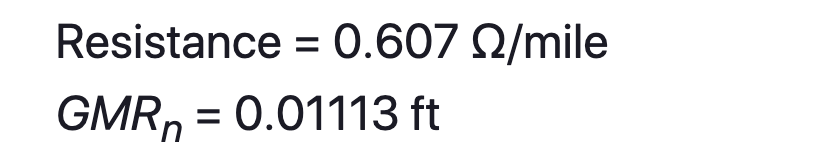 Resistance = 0.607 Ω/mile
GMRn = 0.01113 ft